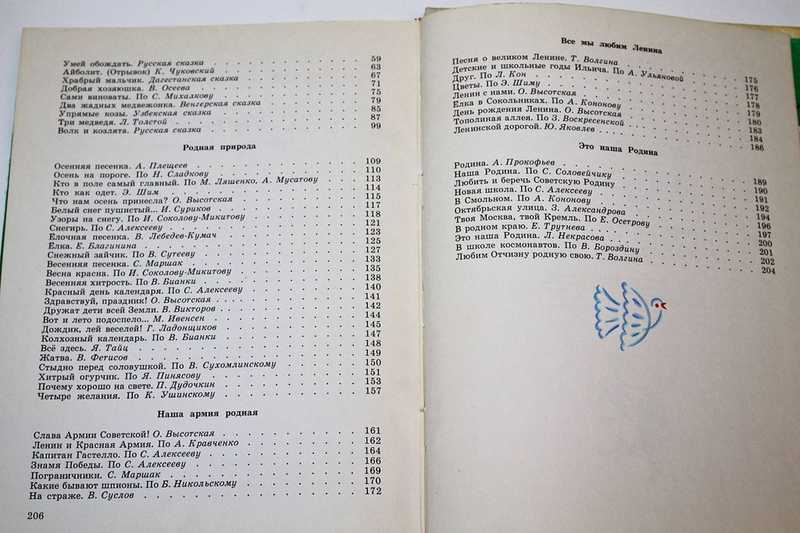 Умей обождать. Русская сказка . . . 59
Айболит. (Отрывок) К. Чуковский . . . 63
Храбрый мальчик. Дагестанская сказка . . . 67
Добрая хозяюшка. В. Осеева . . . 71
Сами виноваты. По С. Михалкову . . . 75
Два жадных медвежонка. Венгерская сказка . . . 79
Упрямые козы. Узбекская сказка . . . 85
Три медведя. Л. Толстой . . . 87
Волк и козлята. Русская сказка . . . 99
Родная природа
Осенняя песенка. А. Плещеев . . . 109
Осень на пороге. По Н. Сладкову . . . 110
Кто в поле самый главный. По М. Ляшенко, А. Мусатову 113
Кто как одет. Э. Шим . . . 114
Что нам осень принесла? О. Высотская . . . 115
Белый снег пушистый... И. Суриков . . . 117
Узоры на снегу. По И. Соколову-Микитову . . . 118
Снегирь. По С. Алексееву . . . 121
Ёлочная песенка. В. Лебедев-Кумач . . . 123
Ёлка. Е. Благинина . . . 125
Снежный зайчик. По В. Сутееву . . . 127
Весенняя песенка. С. Маршак . . . 133
Весна красна. По И. Соколову-Микитову . . . 135
Весенняя хитрость. По В. Бианки . . . 138
Красный день календаря. По С. Алексееву . . . 140
Здравствуй, праздник! О. Высотская . . . 141
Дружат дети всей Земли. В. Викторов . . . 142
Вот и лето подоспело... М. Ивенсен . . . 144
Дождик, лей веселей! Г. Ладонщиков . . . 145
Колхозный календарь. По В. Бианки . . . 147
Всё здесь. Я. Тайц . . . 148
Жатва. В. Фетисов . . . 149
Стыдно перед соловушкой. По В. Сухомлинскому . . . 150
Хитрый огурчик. По Я. Пинясову . . . 151
Почему хорошо на свете. П. Дудочкин . . . 153
Четыре желания. По К. Ушинскому . . . 157
Наша армия родная
Слава Армии Советской! О. Высотская . . . 161
Ленин и Красная Армия. По А. Кравченко . . . 162
Капитан Гастелло. По С. Алексееву . . . 164
Знамя Победы. По С. Алексееву . . . 166
Пограничники. С. Маршак . . . 169
Какие бывают шпионы. По Б. Никольскому . . . 170
На страже. В. Суслов . . . 172
206
Все мы любим Ленина
Песня о великом Ленине. Т. Волгина . . . 175
Детские и школьные годы Ильича. По А. Ульяновой 176
Друг. По Л. Кон . . . 177
Цветы. По Э. Шиму . . . 178
Ленин с нами. О. Высотская . . . 179
Ёлка в Сокольниках. По А. Кононову . . . 180
День рождения Ленина. О. Высотская . . . 183
Тополиная аллея. По З. Воскресенской . . . 184
Ленинской дорогой. Ю. Яковлев . . . 186
Это наша Родина
Родина. А. Прокофьев . . . 189
Наша Родина. По С. Соловейчику . . . 190
Любить и беречь Советскую Родину . . . 191
Новая школа. По С. Алексееву . . . 192
В Смольном. По А. Кононову . . . 194
Октябрьская улица. З. Александрова . . . 196
Твоя Москва, твой Кремль. По Е. Осетрову . . . 197
В родном краю. Е. Трутнева . . . 200
Это наша Родина. Л. Некрасова . . . 201
В школе космонавтов. По В. Бороздину . . . 202
Любим Отчизну родную свою. Т. Волгина . . . 204